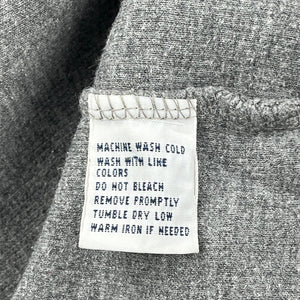 MACHINE WASH COLD
WASH WITH LIKE
COLORS
DO NOT BLEACH
REMOVE PROMPTLY
TUMBLE DRY LOW
WARM IRON IF NEEDED